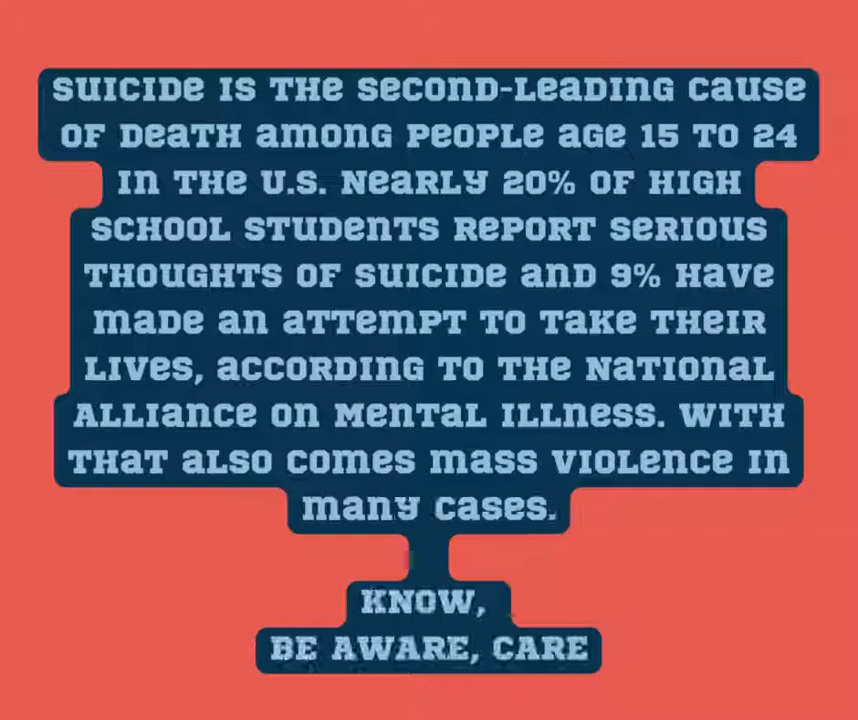 SUICIDE IS THE SECOND-LEADING CAUSE
OF DEATH AMONG PEOPLE AGE 15 TO 24
IN THE U.S. NEARLY 20% OF HIGH
SCHOOL STUDENTS REPORT SERIOUS
THOUGHTS OF SUICIDE AND 9% HAVE
MADE AN ATTEMPT TO TAKE THEIR
LIVES, ACCORDING TO THE NATIONAL
ALLIANCE ON MENTAL ILLNESS. WITH
THAT ALSO COMES MASS VIOLENCE IN
MANY CASES.
KNOW,
BE AWARE, CARE